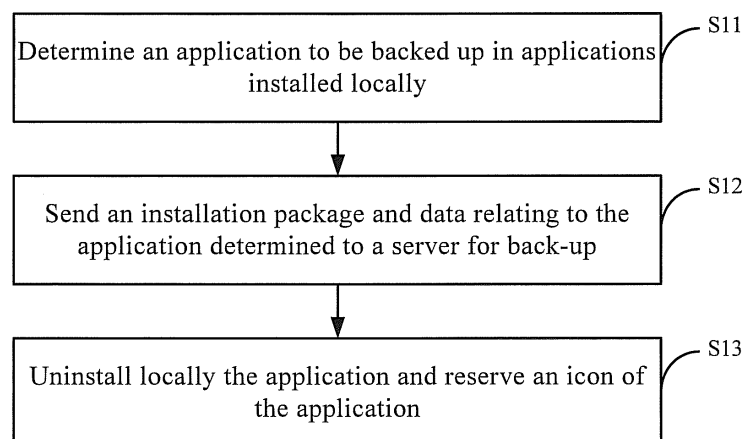 S11
Determine an application to be backed up in applications
installed locally
S12
Send an installation package and data relating to the
application determined to a server for back-up
S13
Uninstall locally the application and reserve an icon of
the application